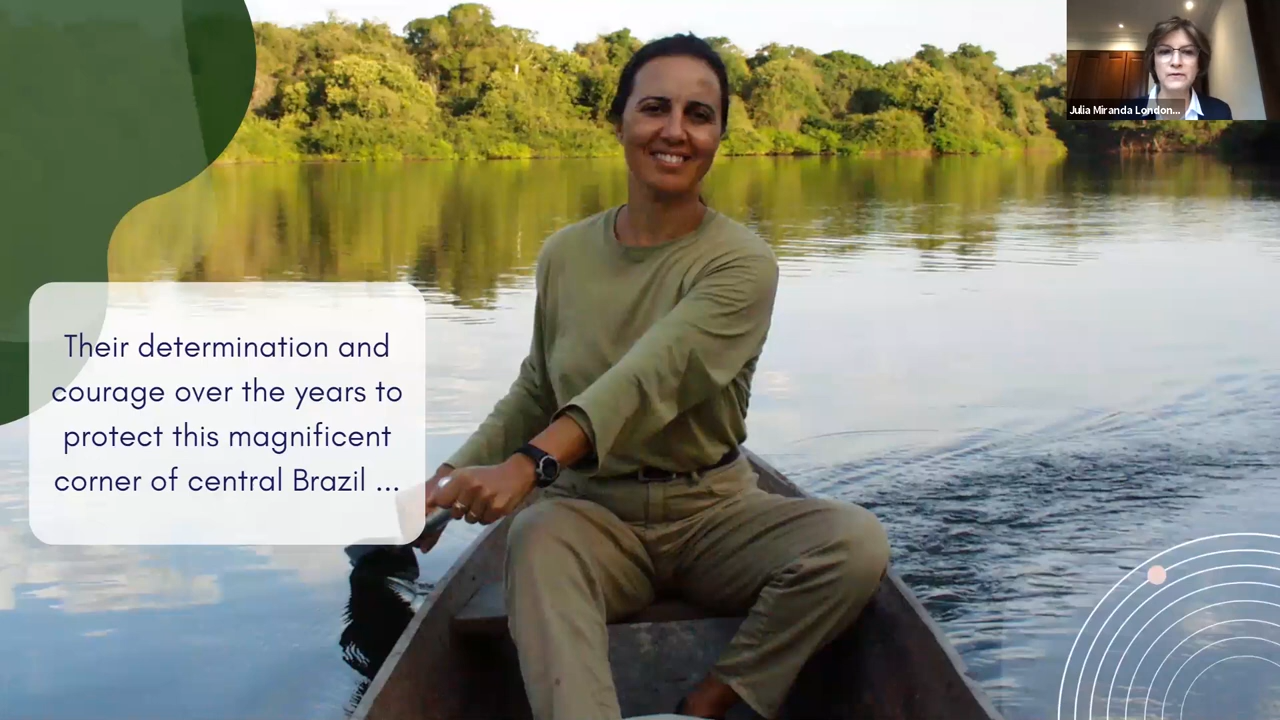 Julia Miranda London...
Their determination and
courage over the years to
protect this magnificent
corner of central Brazil ...